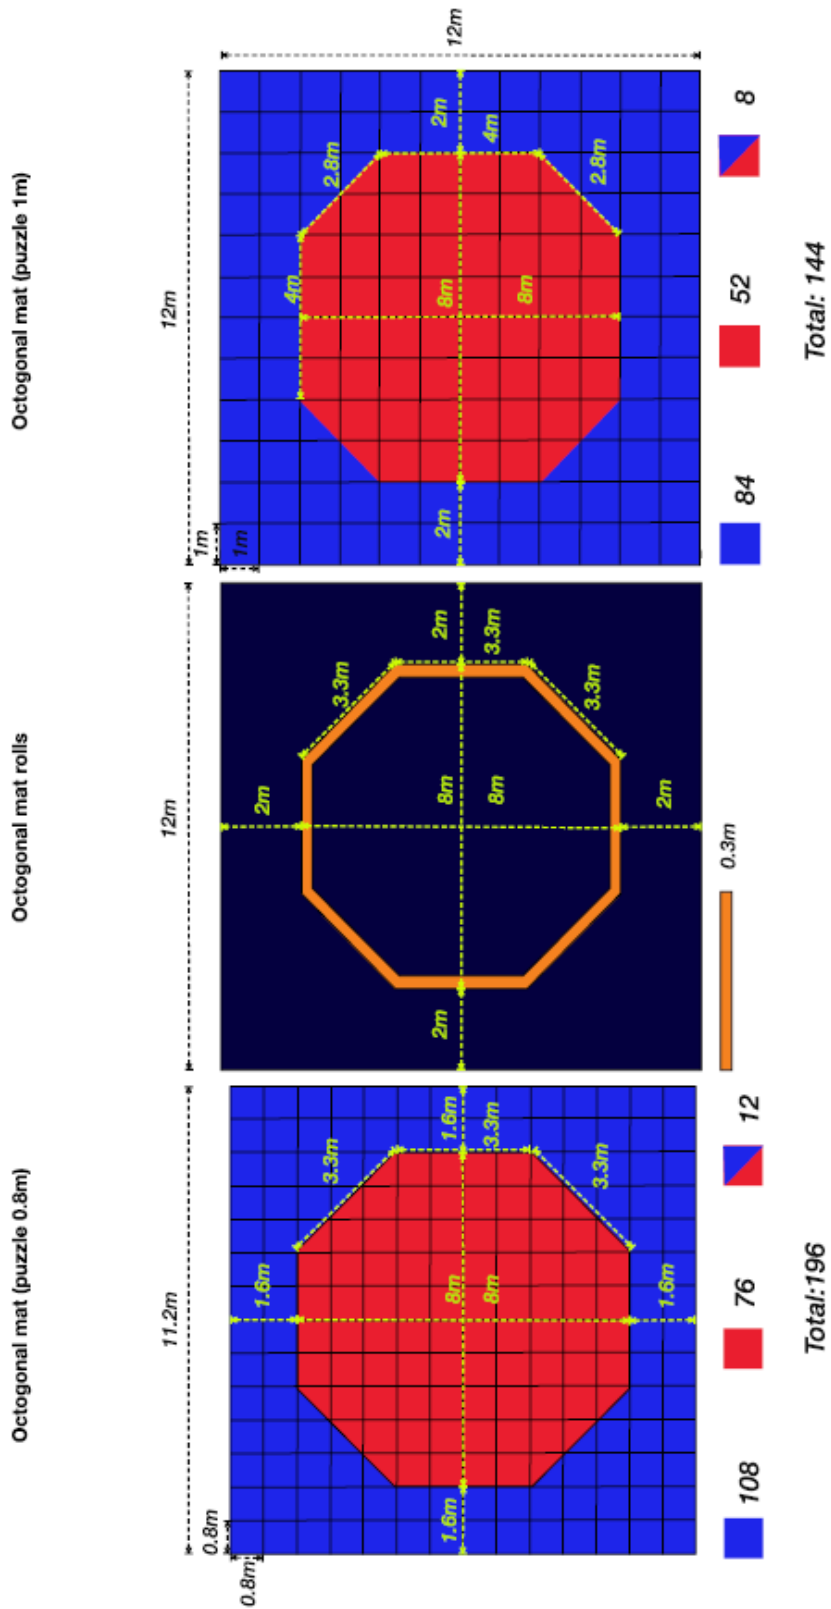 Octogonal mat (puzzle 0.8m)
11.2m
0.8m
0.8m
1.6m
3.3m
1.6m
3.3m
8m
8m
1.6m
3.3m
1.6m
108
76
12
Total:196
Octogonal mat rolls
12m
2m
3.3m
2m
3.3m
8m
8m
2m
3.3m
2m
0.3m
Octogonal mat (puzzle 1m)
12m
12m
1m
1m
4m
2.8m
2m
4m
8m
8m
2m
2.8m
84
52
8
Total: 144